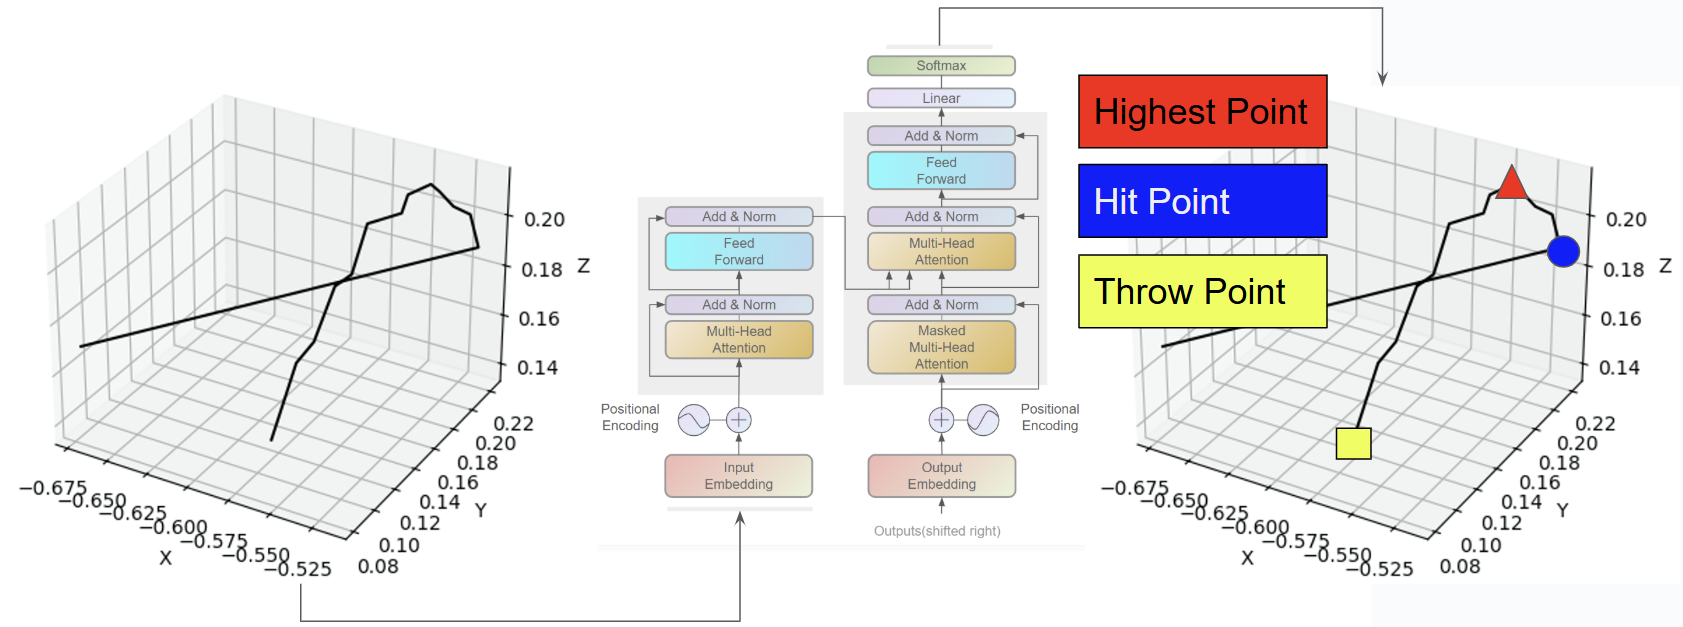 0.20
0.18
Z
0.16
0.14
0.22
0.20
0.18
0.16
0.14
Y
0.12
0.10
0.08
−0.675
−0.650
−0.625
−0.600
−0.575
−0.550
−0.525
X
Softmax
Linear
Add & Norm
Feed
Forward
Add & Norm
Multi-Head
Attention
Add & Norm
Masked
Multi-Head
Attention
Add & Norm
Feed
Forward
Add & Norm
Multi-Head
Attention
Positional
Encoding
Positional
Encoding
Input
Embedding
Output
Embedding
Outputs(shifted right)
Highest Point
Hit Point
Throw Point
0.20
0.18
Z
0.16
0.14
0.22
0.20
0.18
0.16
0.14
Y
0.12
0.10
0.08
−0.675
−0.650
−0.625
−0.600
−0.575
−0.550
−0.525
X